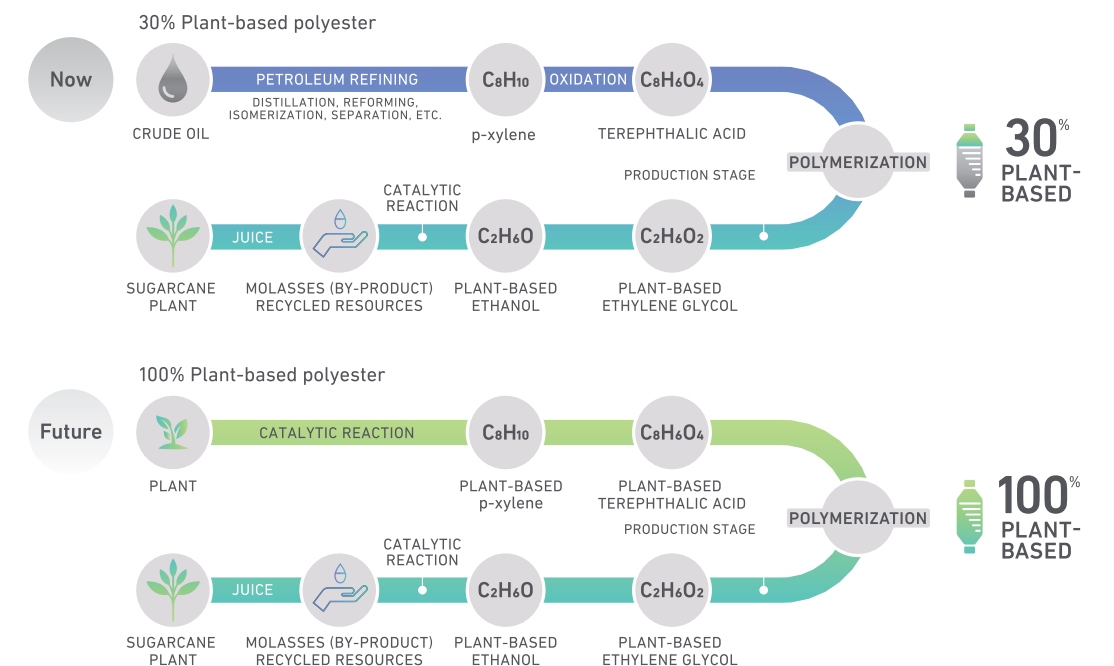 30% Plant-based polyester
Now
PETROLEUM REFINING
C₈H₁₀
OXIDATION
C₈H₆O₄
DISTILLATION, REFORMING,
ISOMERIZATION, SEPARATION, ETC.
CRUDE OIL
p-xylene
TEREPHTHALIC ACID
POLYMERIZATION
30%
PLANT-
BASED
PRODUCTION STAGE
CATALYTIC
REACTION
JUICE
C₂H₆O
C₂H₆O₂
SUGARCANE
PLANT
MOLASSES (BY-PRODUCT)
RECYCLED RESOURCES
PLANT-BASED
ETHANOL
PLANT-BASED
ETHYLENE GLYCOL
100% Plant-based polyester
Future
CATALYTIC REACTION
C₈H₁₀
C₈H₆O₄
PLANT
PLANT-BASED
p-xylene
PLANT-BASED
TEREPHTHALIC ACID
POLYMERIZATION
100%
PLANT-
BASED
PRODUCTION STAGE
CATALYTIC
REACTION
JUICE
C₂H₆O
C₂H₆O₂
SUGARCANE
PLANT
MOLASSES (BY-PRODUCT)
RECYCLED RESOURCES
PLANT-BASED
ETHANOL
PLANT-BASED
ETHYLENE GLYCOL